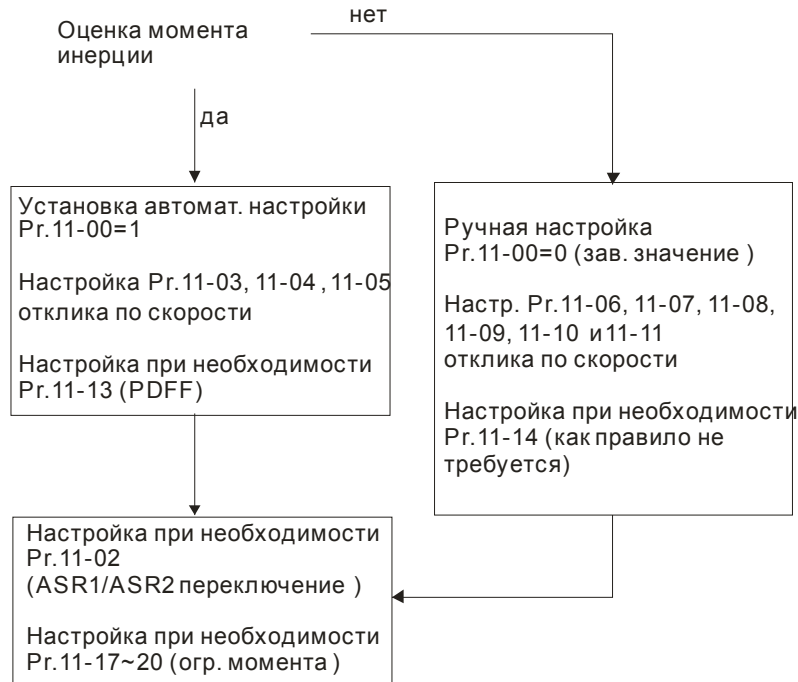 Оценка момента
инерции
нет
да
Установка автомат. настройки
Pr.11-00=1
Настройка Pr.11-03, 11-04 , 11-05
отклика по скорости
Настройка при необходимости
Pr.11-13 (PDFF)
Ручная настройка
Pr.11-00=0 (зав. значение )
Настр. Pr.11-06, 11-07, 11-08,
11-09, 11-10 и 11-11
отклика по скорости
Настройка при необходимости
Pr.11-14 (как правило не
требуется)
Настройка при необходимости
Pr.11-02
(ASR1/ASR2 переключение )
Настройка при необходимости
Pr.11-17~20 (огр. момента )